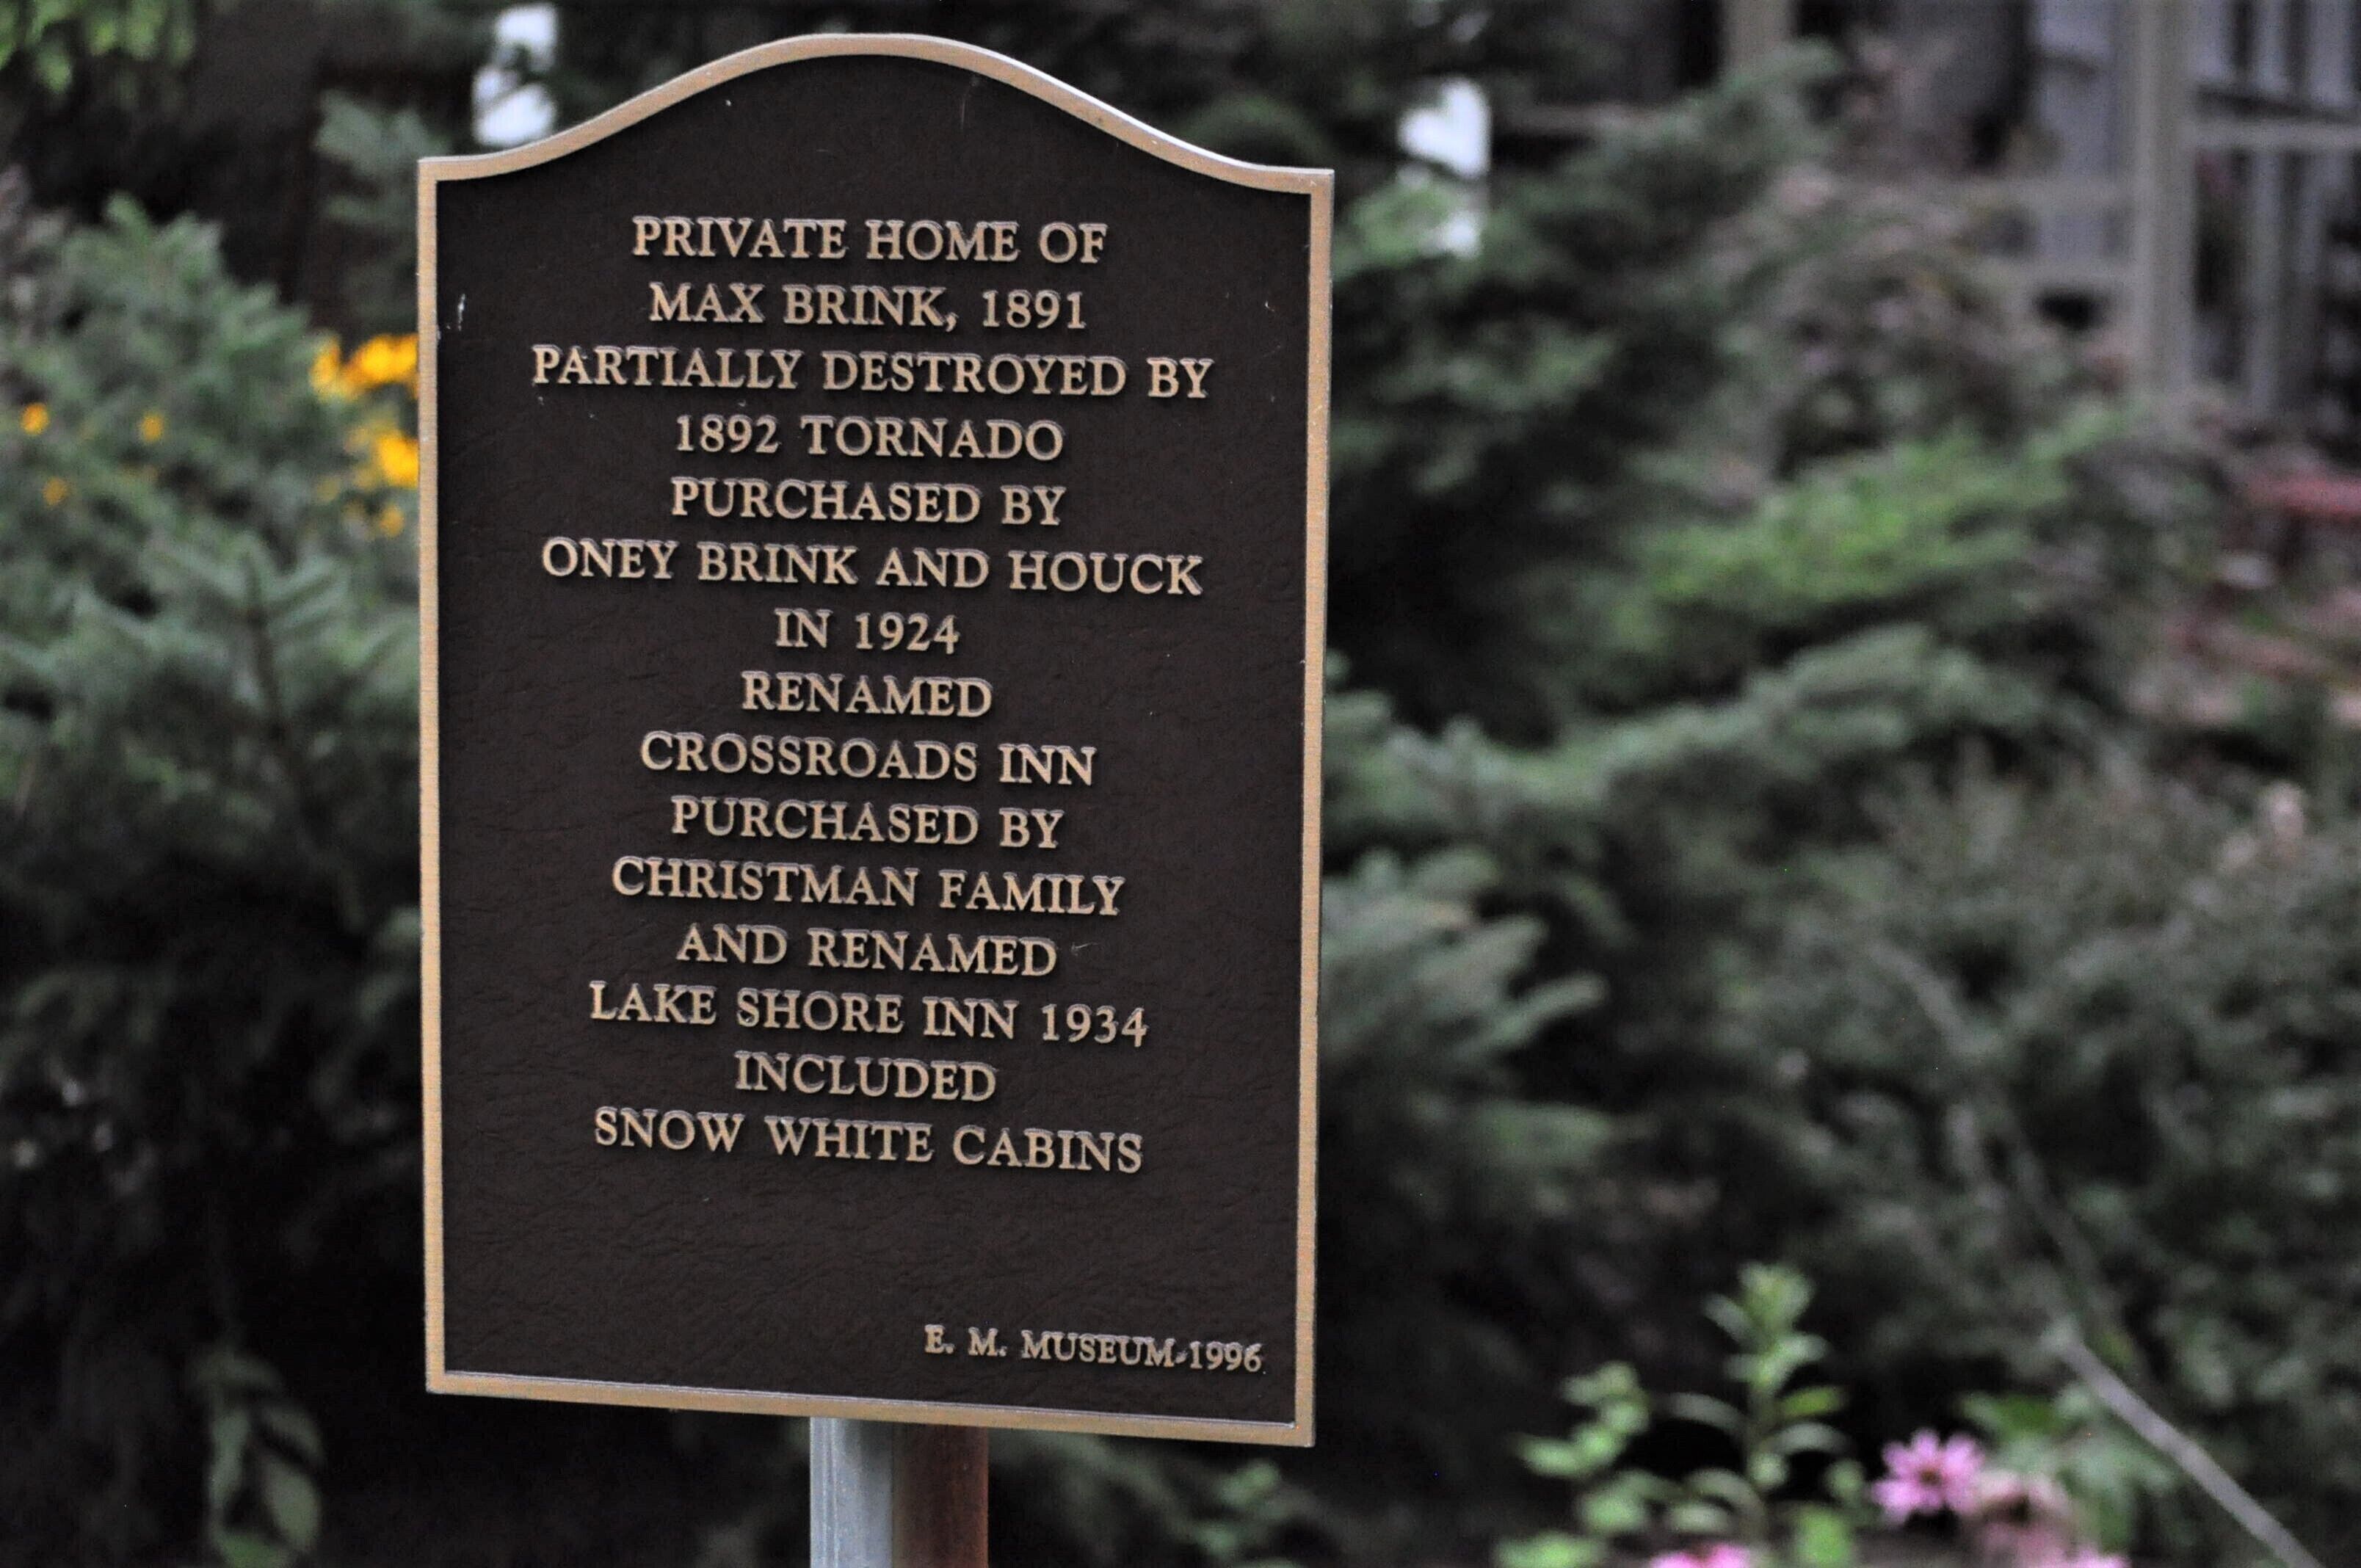 PRIVATE HOME OF
MAX BRINK, 1891
PARTIALLY DESTROYED BY
1892 TORNADO
PURCHASED BY
ONEY BRINK AND HOUCK
IN 1924
RENAMED
CROSSROADS INN
PURCHASED BY
CHRISTMAN FAMILY
AND RENAMED
LAKE SHORE INN 1934
INCLUDED
SNOW WHITE CABINS
E. M. MUSEUM-1996